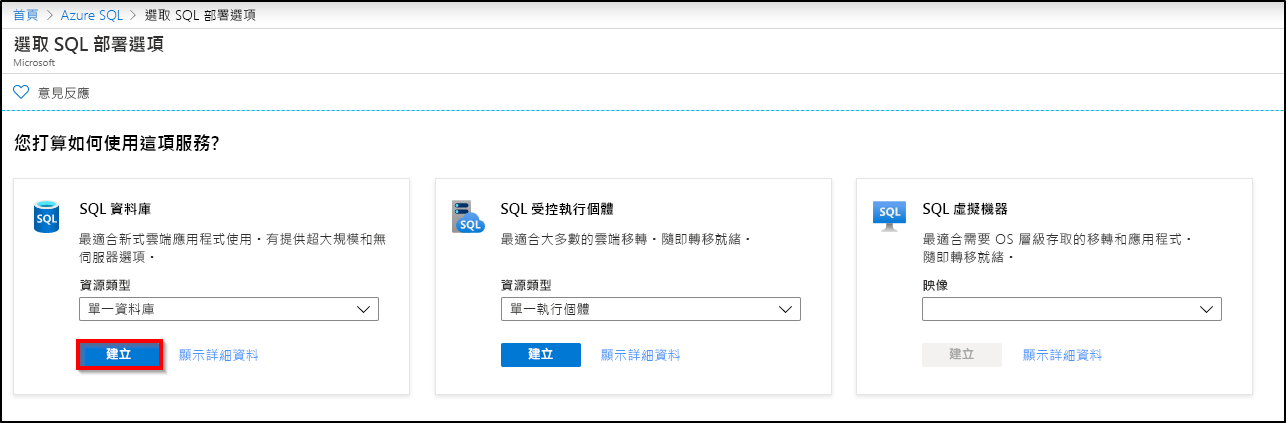 首頁 > Azure SQL > 選取 SQL 部署選項
選取 SQL 部署選項
Microsoft
意見反應
您打算如何使用這項服務?
SQL
SQL 資料庫
最適合新式雲端應用程式使用。有提供超大規模和無
伺服器選項。
資源類型
單一資料庫
建立 顯示詳細資料
SQL
SQL 受控執行個體
最適合大多數的雲端移轉。隨即轉移就緒。
資源類型
單一執行個體
建立 顯示詳細資料
SQL
SQL 虛擬機器
最適合需要 OS 層級存取的移轉和應用程式。
隨即轉移就緒。
映像
建立 顯示詳細資料